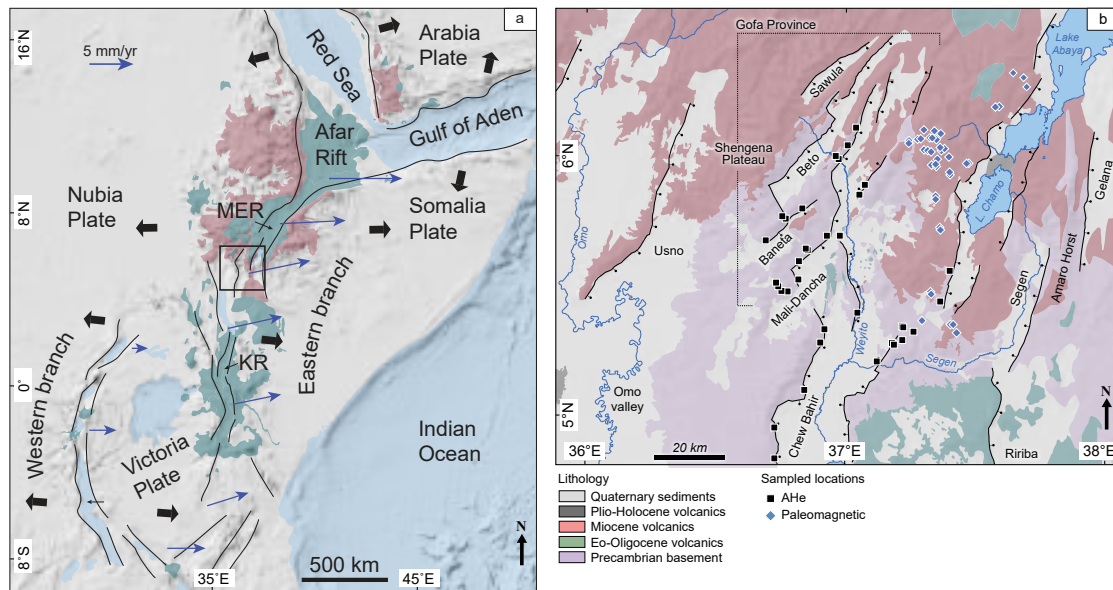 a
16°N
5 mm/yr
Red Sea
Arabia
Plate
Gulf of Aden
Afar
Rift
Nubia
Plate
8°N
MER
Somalia
Plate
Eastern branch
Western branch
KR
0°
Victoria
Plate
Indian
Ocean
8°S
35°E
500 km
45°E
N
b
Gofa Province
Lake
Abaya
Sawula
Omo
6°N
Shengena
Plateau
Beto
L. Chamo
Gelana
Usno
Baneta
Mali-Dancha
Segen
Amaro Horst
Weyito
Segen
Omo
valley
Chew Bahir
5°N
N
36°E
20 km
37°E
Ririba
38°E
Lithology
Quaternary sediments
Plio-Holocene volcanics
Miocene volcanics
Eo-Oligocene volcanics
Precambrian basement
Sampled locations
AHe
Paleomagnetic